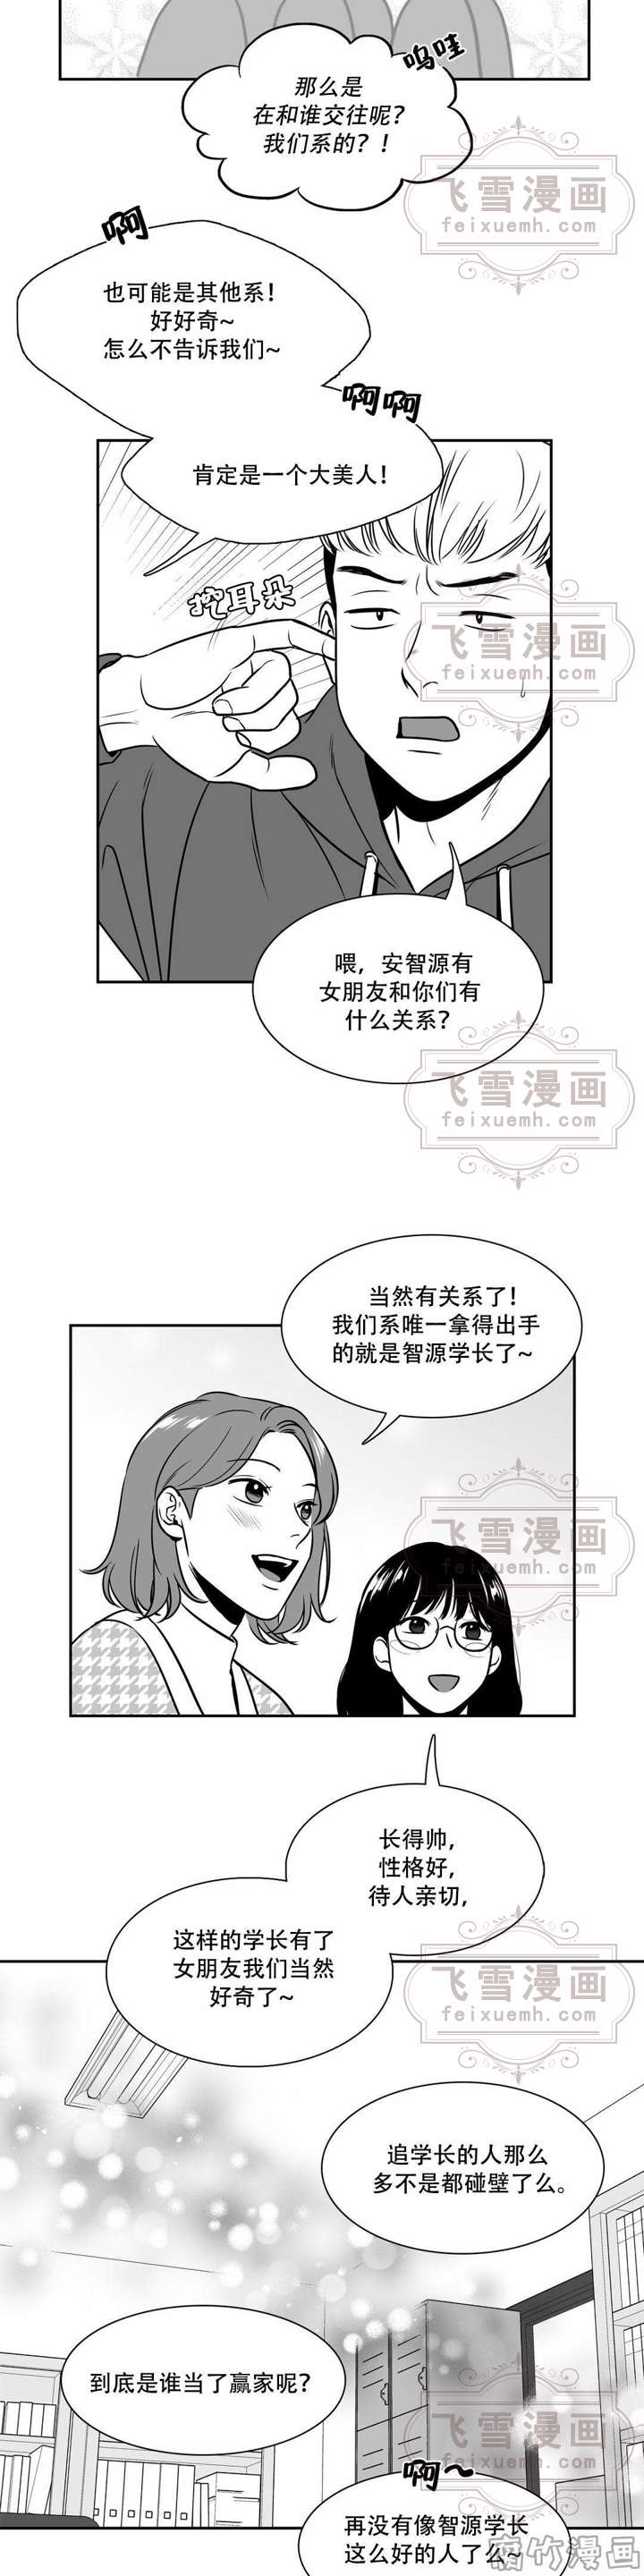 呜哇
那么是
在和谁交往呢?
我们系的?!
飞雪漫画
feixuemh.com
啊
也可能是其他系!
好好奇~
怎么不告诉我们~
啊啊
肯定是一个大美人!
挖耳朵
飞雪漫画
feixuemh.com
喂,安智源有
女朋友和你们有
什么关系?
飞雪漫画
feixuemh.com
当然有关系了!
我们系唯一拿得出手
的就是智源学长了~
飞雪漫画
feixuemh.com
长得帅,
性格好,
待人亲切,
这样的学长有了
女朋友我们当然
好奇了~
飞雪漫画
feixuemh.com
追学长的人那么
多不是都碰壁了么。
到底是谁当了赢家呢?
飞雪漫画
feixuemh.com
啊~
再没有像智源学长
这么好的人了么~
腐竹漫画